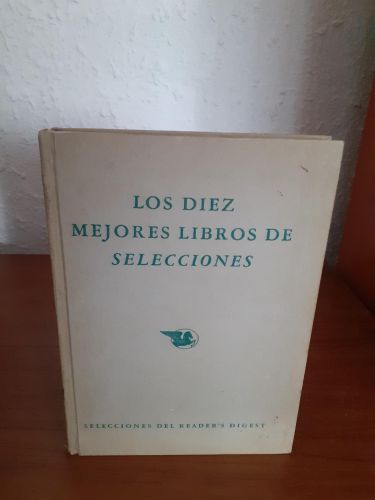 LOS DIEZ
MEJORES LIBROS DE
SELECCIONES
SELECCIONES DEL READER'S DIGEST